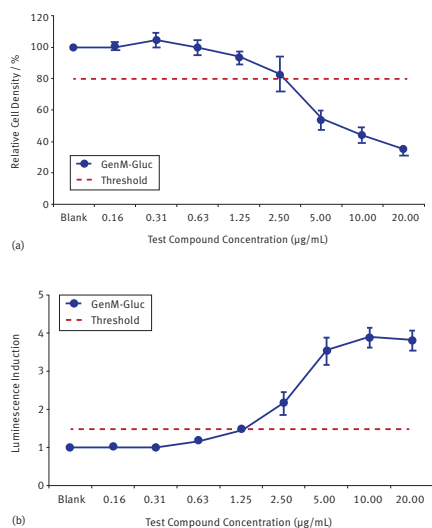 120
100
80
60
40
20
0
Relative Cell Density / %
GenM-Gluc
Threshold
Blank 0.16 0.31 0.63 1.25 2.50 5.00 10.00 20.00
Test Compound Concentration (µg/mL)
(a)
5
4
3
2
1
0
Luminescence Induction
GenM-Gluc
Threshold
Blank 0.16 0.31 0.63 1.25 2.50 5.00 10.00 20.00
Test Compound Concentration (µg/mL)
(b)